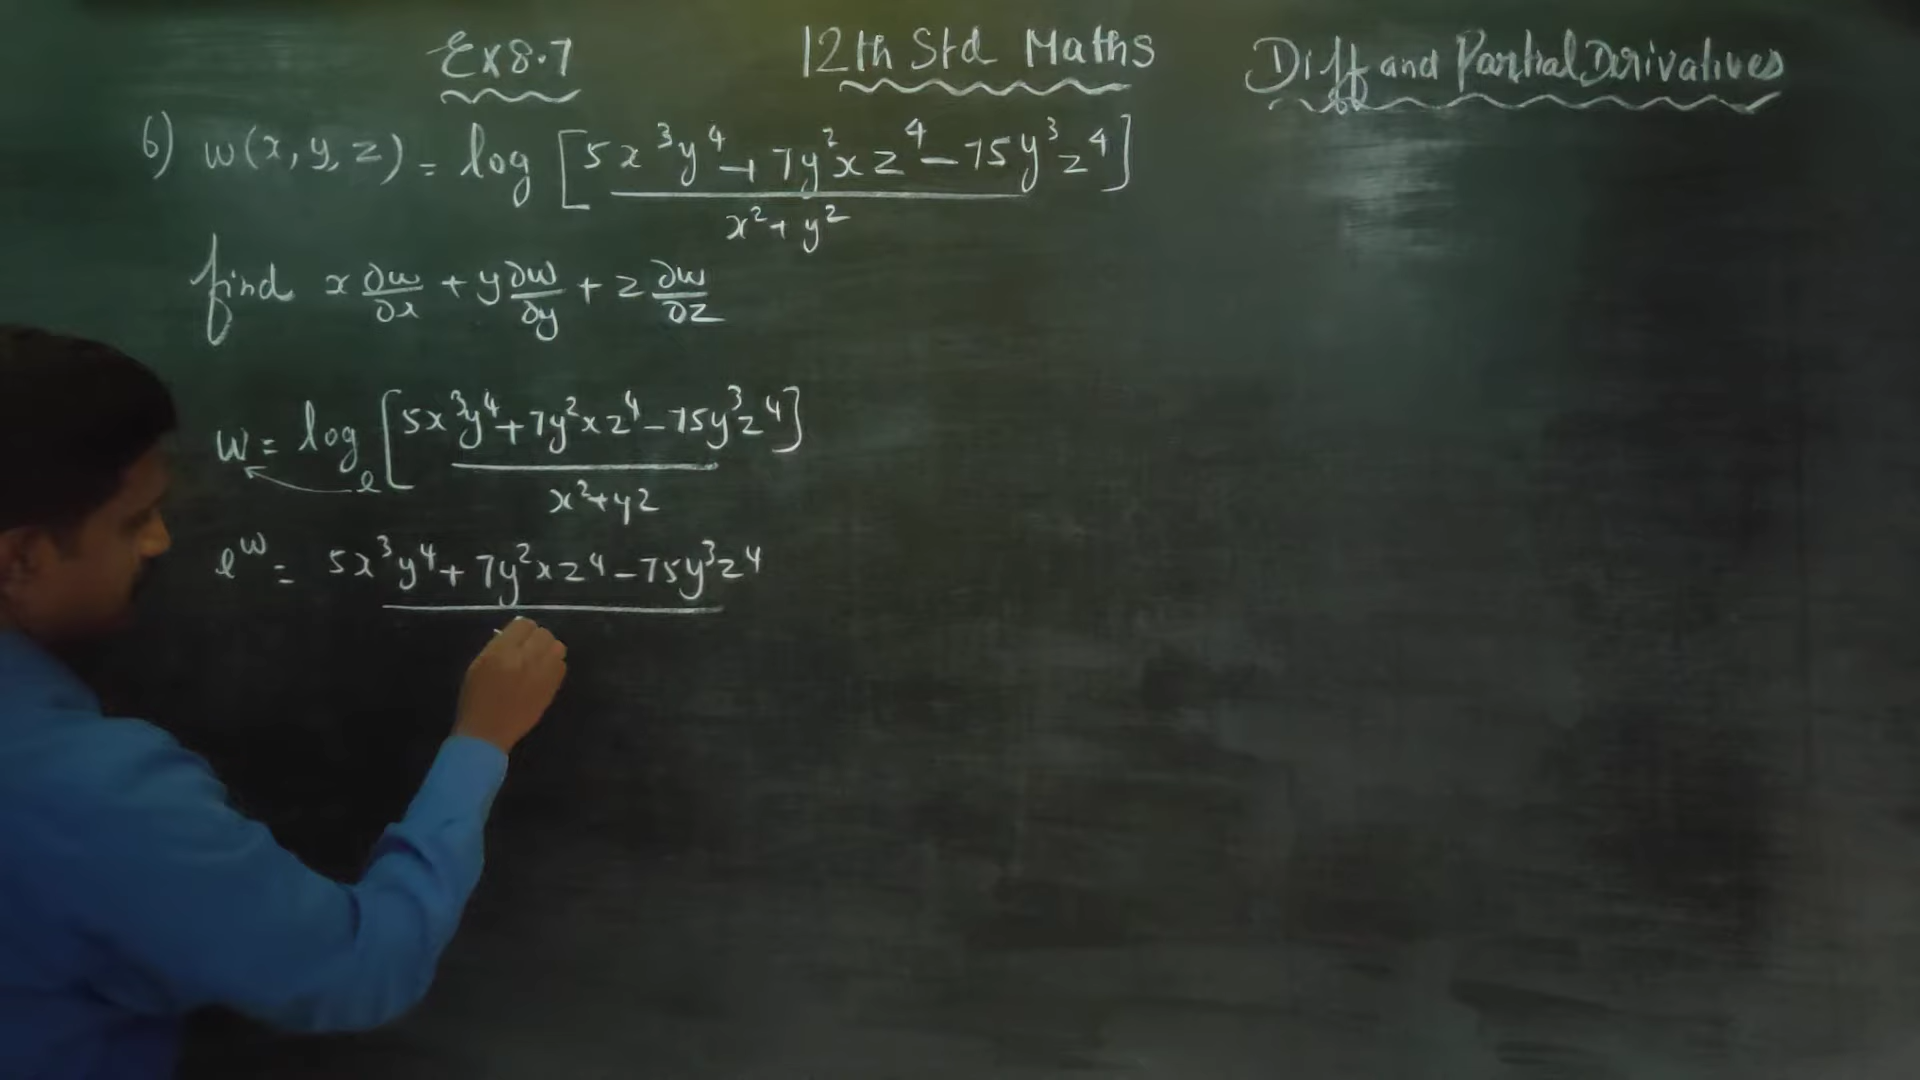 Ex 8.7 12th Std Maths Diff and Partial Derivatives
6) w(x, y, z) = log [5x³y⁴ + 7y²xz⁴ - 75y³z⁴]
x² + y²
find x ∂w/∂x + y ∂w/∂y + z ∂w/∂z
w = logₑ [5x³y⁴ + 7y²xz⁴ - 75y³z⁴]
x² + y2
e^w = 5x³y⁴ + 7y²xz⁴ - 75y³z⁴